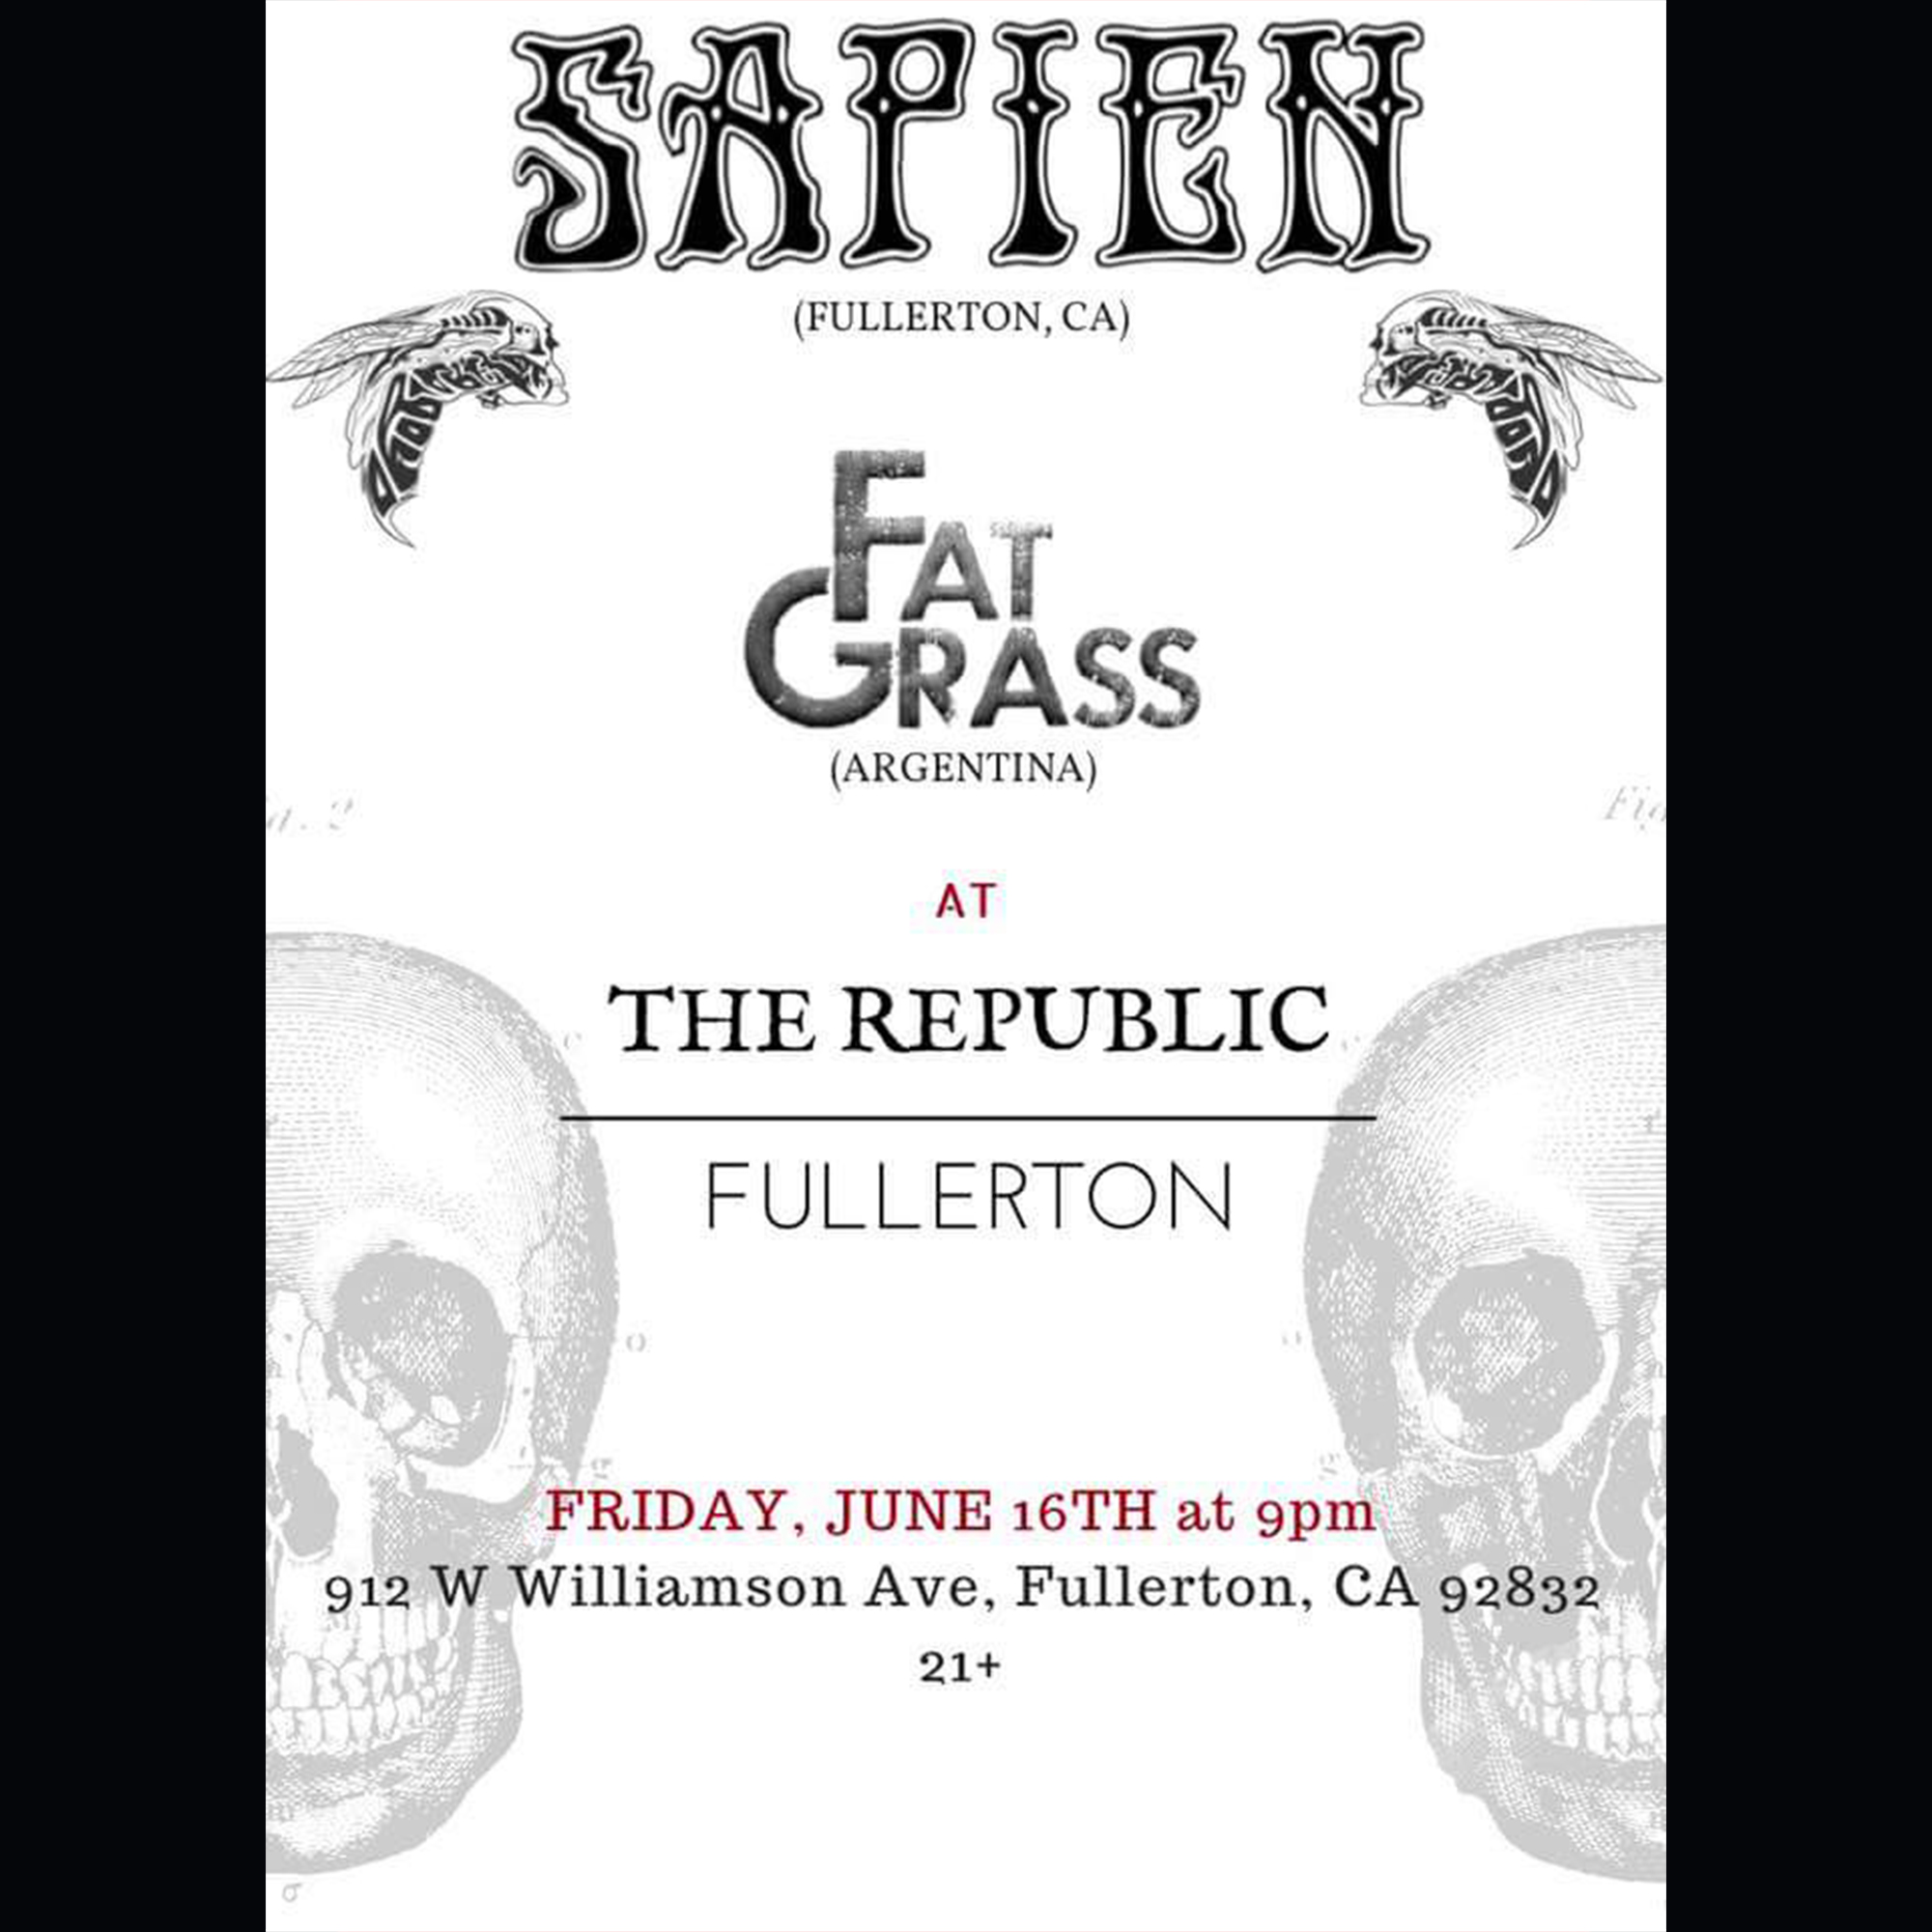 SAPIEN
(FULLERTON, CA)
FAT
GRASS
(ARGENTINA)
AT
THE REPUBLIC
FULLERTON
FRIDAY, JUNE 16TH at 9pm
912 W Williamson Ave, Fullerton, CA 92832
21+